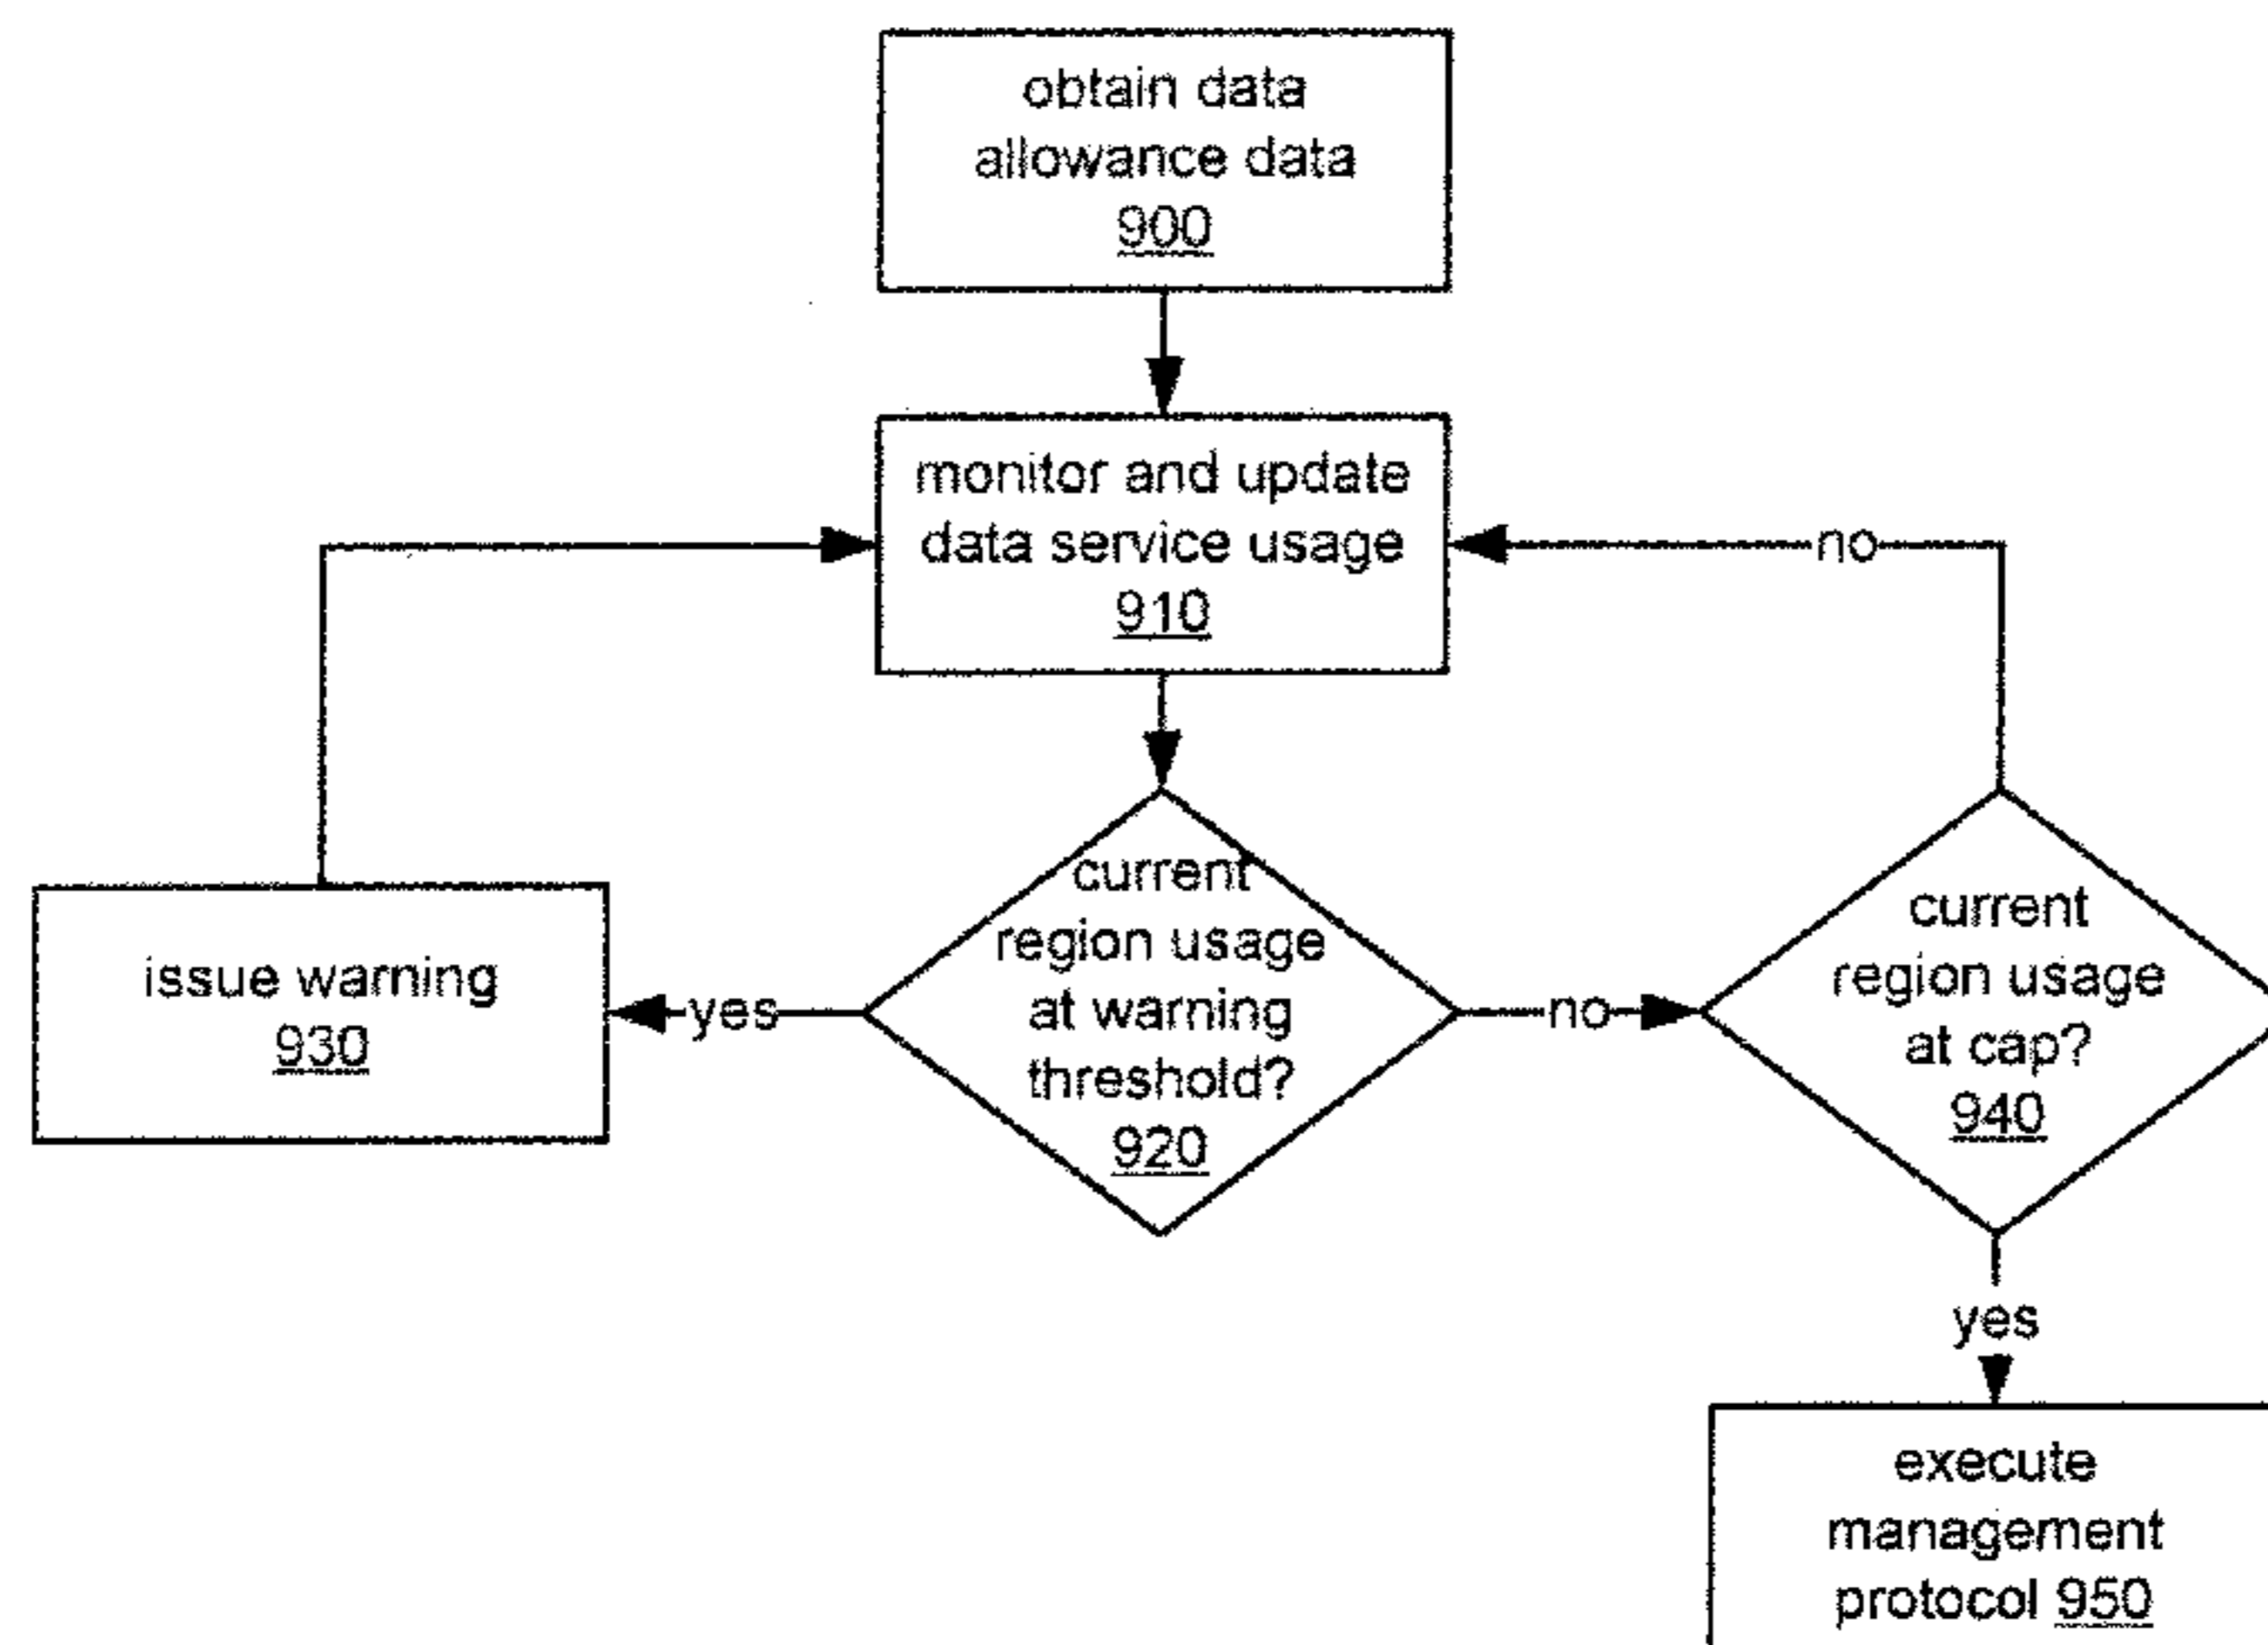 obtain data
allowance data
900
monitor and update
data service usage
910
no
current
region usage
at warning
threshold?
920
yes
issue warning
930
no
current
region usage
at cap?
940
yes
execute
management
protocol 950